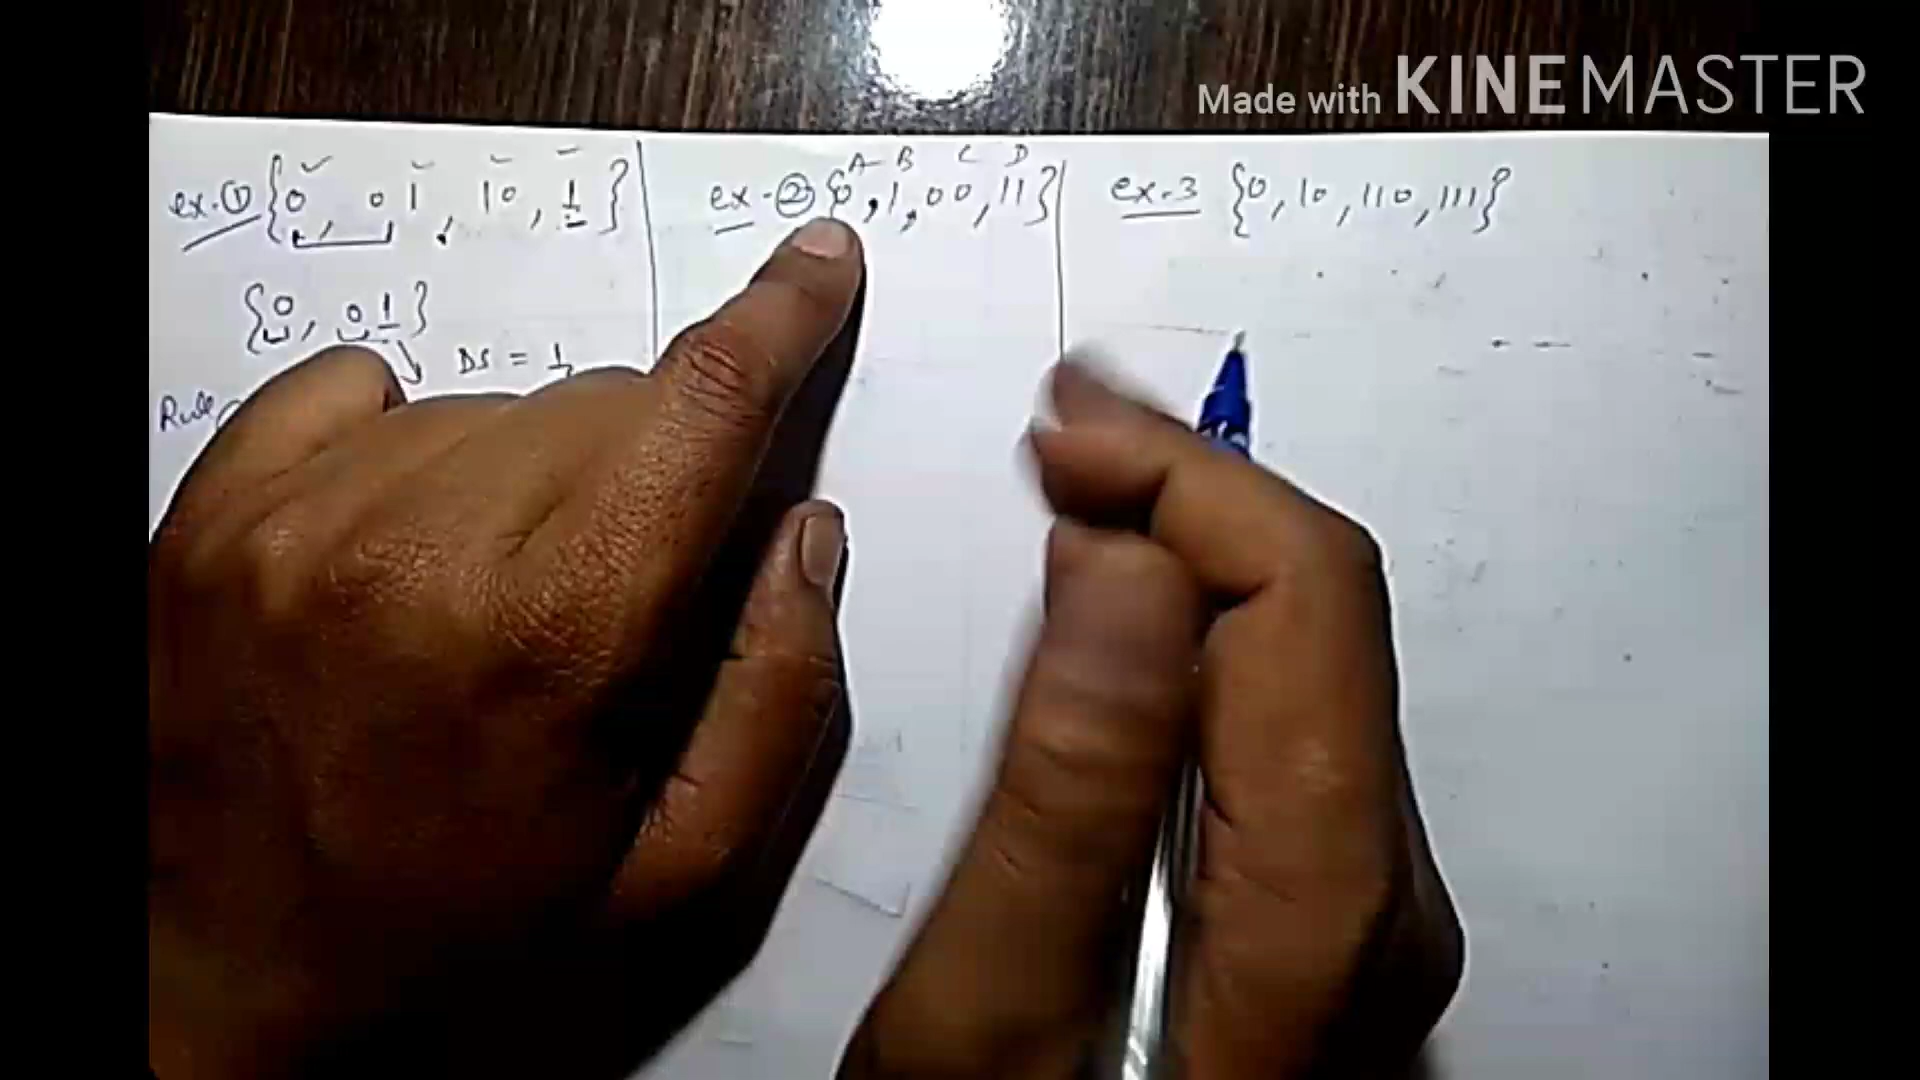 Made with KINEMASTER
ex.① {0, 01, 10, 1}
{0, 01}
DS = 1
Rule
A B C D
ex-② {0,1,00,11}
ex.3 {0,10,110,111}